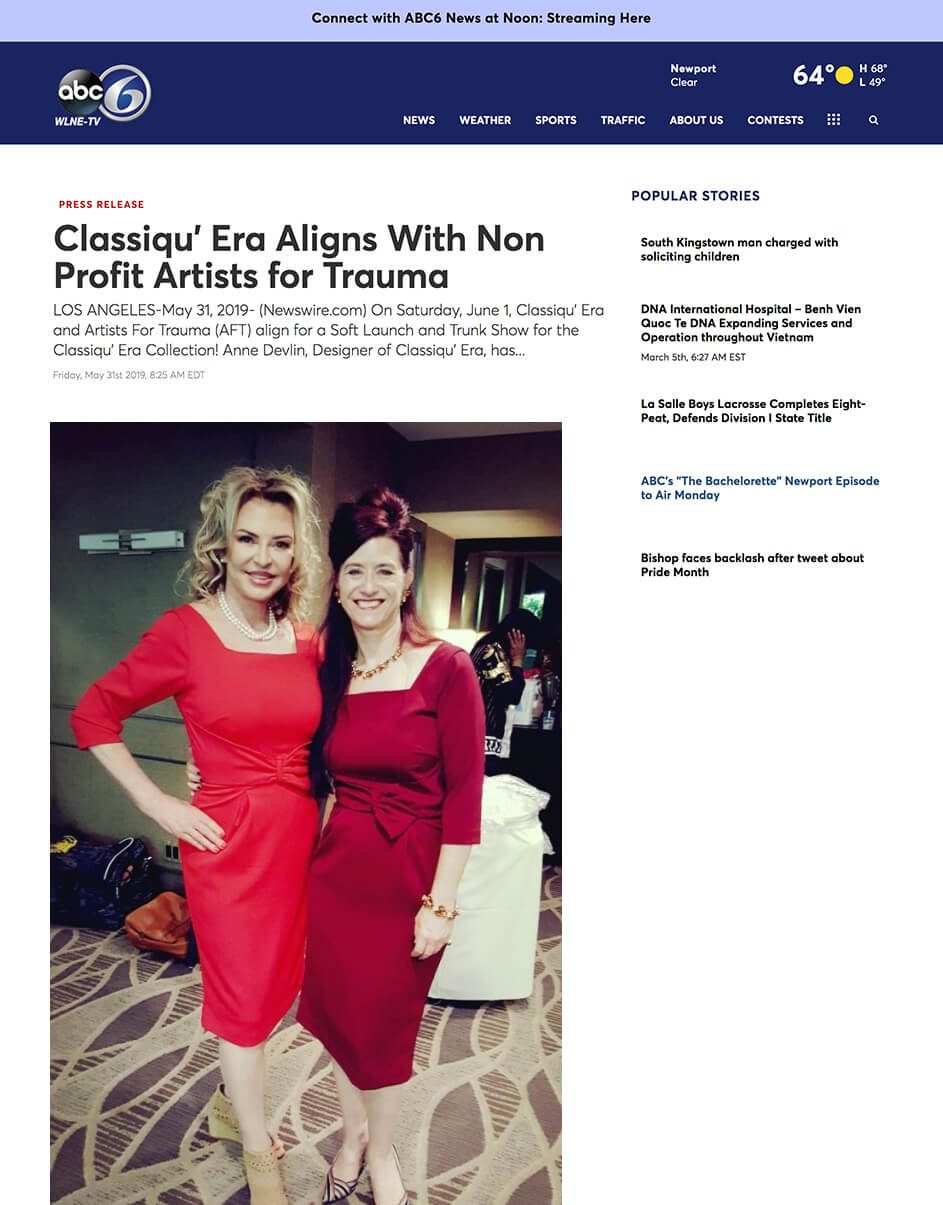 Connect with ABC6 News at Noon: Streaming Here
abc 6
WLNE-TV
Newport
Clear
64°
H 68°
L 49°
NEWS WEATHER SPORTS TRAFFIC ABOUT US CONTESTS
PRESS RELEASE
Classiqu' Era Aligns With Non
Profit Artists for Trauma
LOS ANGELES-May 31, 2019- (Newswire.com) On Saturday, June 1, Classiqu' Era
and Artists For Trauma (AFT) align for a Soft Launch and Trunk Show for the
Classiqu' Era Collection! Anne Devlin, Designer of Classiqu' Era, has...
Friday, May 31st 2019, 8:25 AM EDT
POPULAR STORIES
South Kingstown man charged with
soliciting children
DNA International Hospital – Benh Vien
Quoc Te DNA Expanding Services and
Operation throughout Vietnam
March 5th, 6:27 AM EST
La Salle Boys Lacrosse Completes Eight-
Peat, Defends Division I State Title
ABC's "The Bachelorette" Newport Episode
to Air Monday
Bishop faces backlash after tweet about
Pride Month